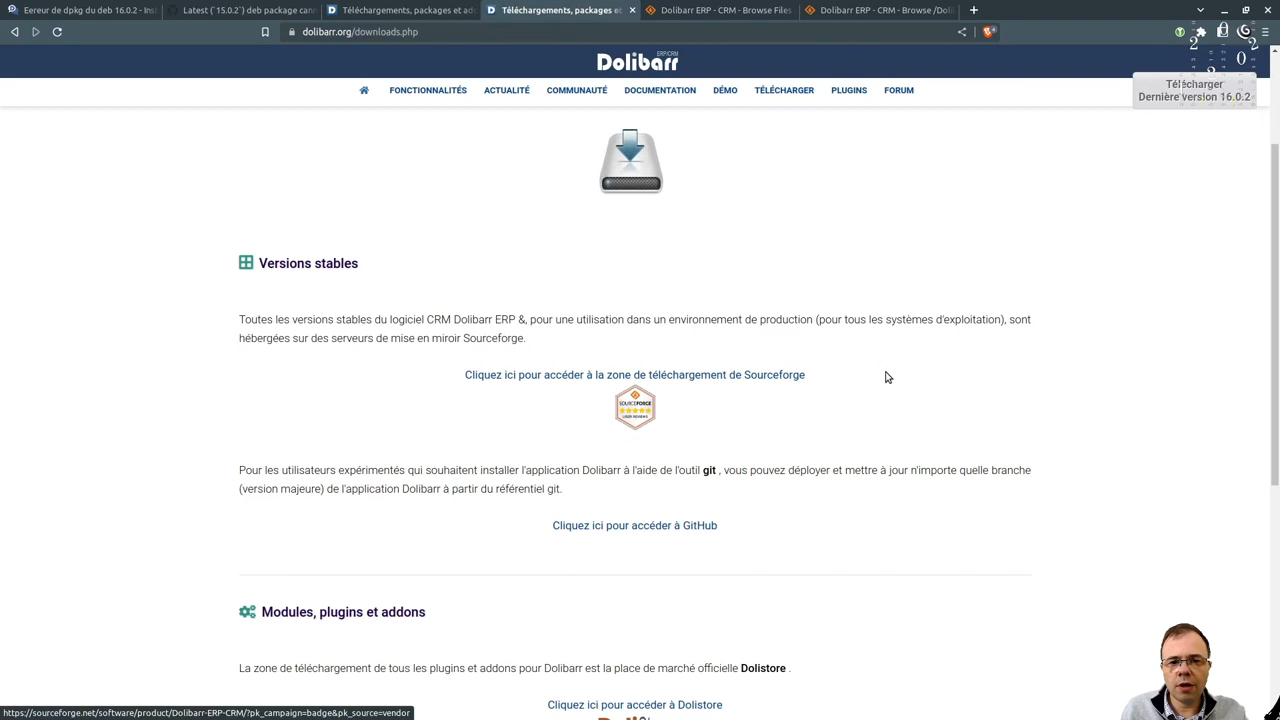 Eereur de dpkg du deb 16.0.2 - Ins
Latest (`15.0.2`) deb package cann
Téléchargements, packages et ad
Téléchargements, packages et
Dolibarr ERP - CRM - Browse Files
Dolibarr ERP - CRM - Browse /Doli
dolibarr.org/downloads.php
Dolibarr
ERP/CRM
FONCTIONNALITÉS ACTUALITÉ COMMUNAUTÉ DOCUMENTATION DÉMO TÉLÉCHARGER PLUGINS FORUM
Télécharger
Dernière version 16.0.2
Versions stables
Toutes les versions stables du logiciel CRM Dolibarr ERP &, pour une utilisation dans un environnement de production (pour tous les systèmes d'exploitation), sont
hébergées sur des serveurs de mise en miroir Sourceforge.
Cliquez ici pour accéder à la zone de téléchargement de Sourceforge
SOURCEFORGE
USER REVIEWS
Pour les utilisateurs expérimentés qui souhaitent installer l'application Dolibarr à l'aide de l'outil git , vous pouvez déployer et mettre à jour n'importe quelle branche
(version majeure) de l'application Dolibarr à partir du référentiel git.
Cliquez ici pour accéder à GitHub
Modules, plugins et addons
La zone de téléchargement de tous les plugins et addons pour Dolibarr est la place de marché officielle Dolistore .
Cliquez ici pour accéder à Dolistore
https://sourceforge.net/software/product/Dolibarr-ERP-CRM/?pk_campaign=badge&pk_source=vendor